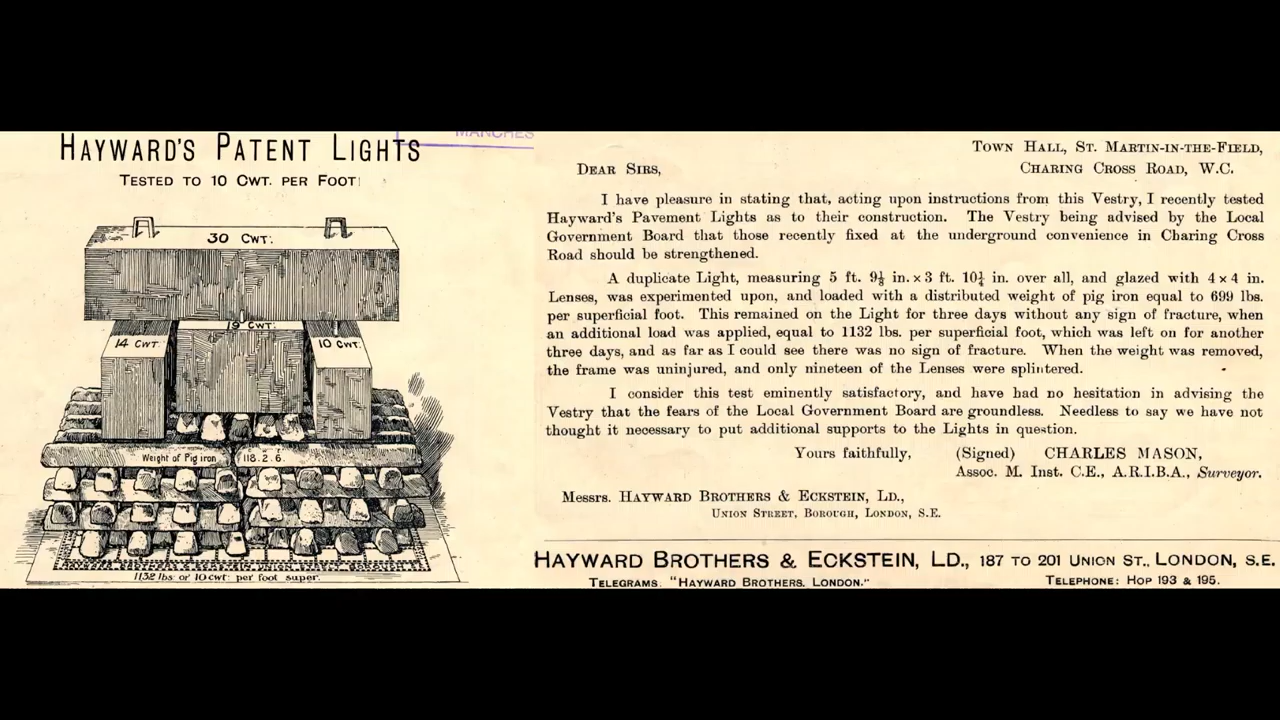 MANCHES
HAYWARD'S PATENT LIGHTS
TESTED TO 10 CWT. PER FOOT
30 CWT.
19 CWT.
14 CWT.
10 CWT.
Weight of Pig iron 118.2.6.
1132 lbs or 10 cwt: per foot super.
TOWN HALL, ST. MARTIN-IN-THE-FIELD,
CHARING CROSS ROAD, W.C.
DEAR SIRS,
I have pleasure in stating that, acting upon instructions from this Vestry, I recently tested
Hayward's Pavement Lights as to their construction. The Vestry being advised by the Local
Government Board that those recently fixed at the underground convenience in Charing Cross
Road should be strengthened.
A duplicate Light, measuring 5 ft. 9⅛ in. × 3 ft. 10¼ in. over all, and glazed with 4 × 4 in.
Lenses, was experimented upon, and loaded with a distributed weight of pig iron equal to 699 lbs.
per superficial foot. This remained on the Light for three days without any sign of fracture, when
an additional load was applied, equal to 1132 lbs. per superficial foot, which was left on for another
three days, and as far as I could see there was no sign of fracture. When the weight was removed,
the frame was uninjured, and only nineteen of the Lenses were splintered.
I consider this test eminently satisfactory, and have had no hesitation in advising the
Vestry that the fears of the Local Government Board are groundless. Needless to say we have not
thought it necessary to put additional supports to the Lights in question.
Yours faithfully, (Signed) CHARLES MASON,
Assoc. M. Inst. C.E., A.R.I.B.A., Surveyor.
Messrs. HAYWARD BROTHERS & ECKSTEIN, LD.,
UNION STREET, BOROUGH, LONDON, S.E.
HAYWARD BROTHERS & ECKSTEIN, LD., 187 TO 201 UNION ST., LONDON, S.E.
TELEGRAMS. "HAYWARD BROTHERS. LONDON."
TELEPHONE: HOP 193 & 195.